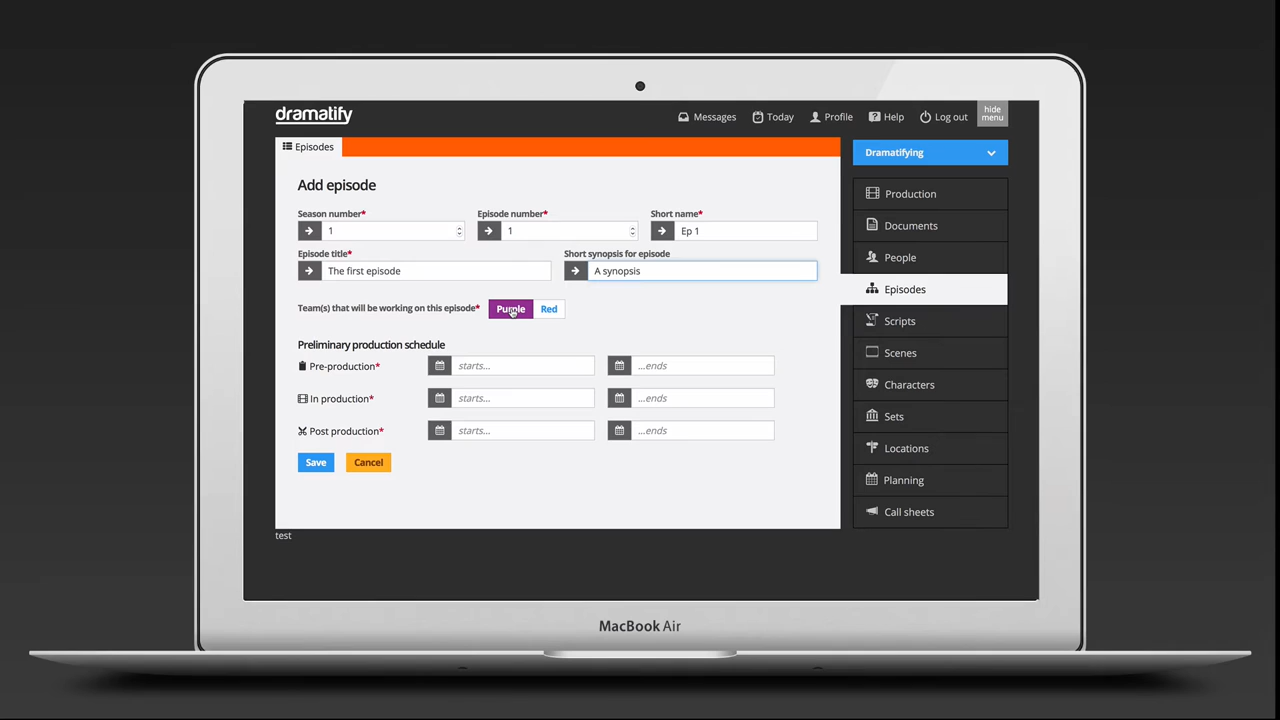 dramatify
Messages Today Profile Help Log out hide menu
Episodes
Dramatifying
Add episode
Season number* Episode number* Short name*
1 1 Ep 1
Episode title* Short synopsis for episode
The first episode A synopsis
Team(s) that will be working on this episode* Purple Red
Preliminary production schedule
Pre-production* starts... ...ends
In production* starts... ...ends
Post production* starts... ...ends
Save Cancel
test
Production
Documents
People
Episodes
Scripts
Scenes
Characters
Sets
Locations
Planning
Call sheets
MacBook Air